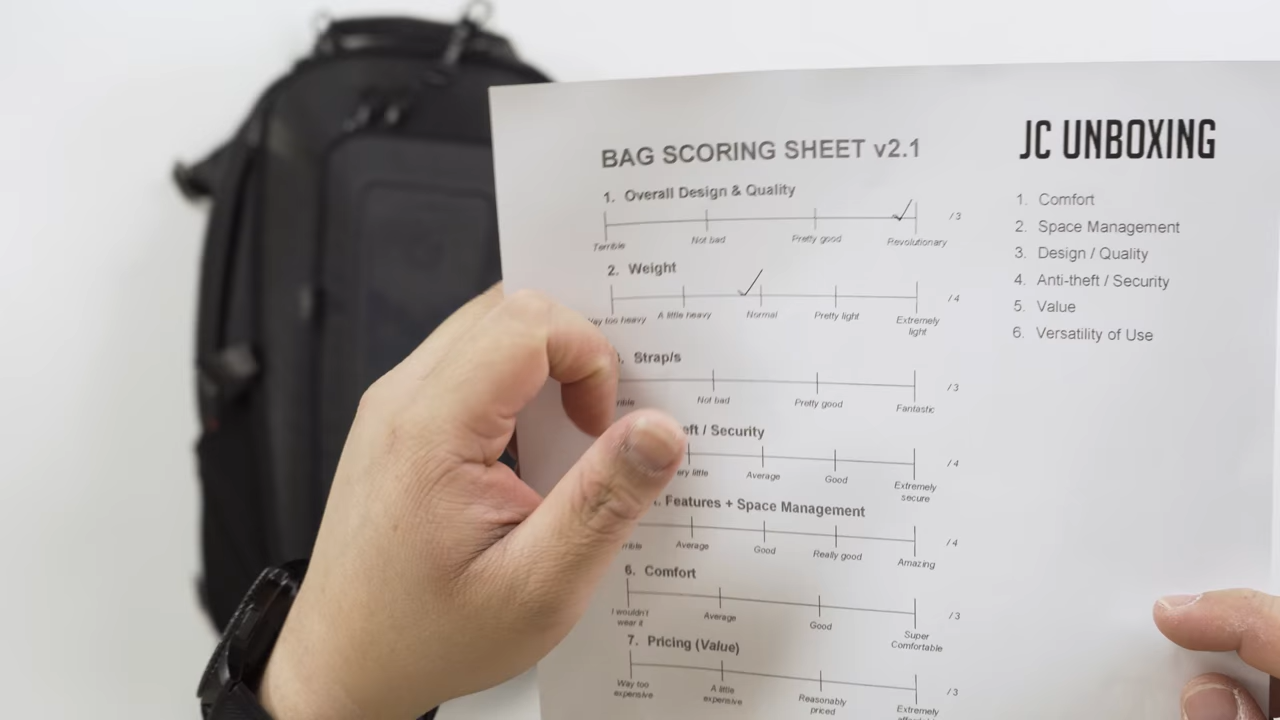 BAG SCORING SHEET v2.1
JC UNBOXING
1. Overall Design & Quality
/3
Terrible Not bad Pretty good Revolutionary
2. Weight
/4
Way too heavy A little heavy Normal Pretty light Extremely light
Strap/s
/3
Not bad Pretty good Fantastic
/ Security
/4
Average Good Extremely secure
Features + Space Management
/4
Average Good Really good Amazing
6. Comfort
/3
I wouldn't wear it Average Good Super Comfortable
7. Pricing (Value)
/3
Way too expensive A little expensive Reasonably priced Extremely
1. Comfort
2. Space Management
3. Design / Quality
4. Anti-theft / Security
5. Value
6. Versatility of Use